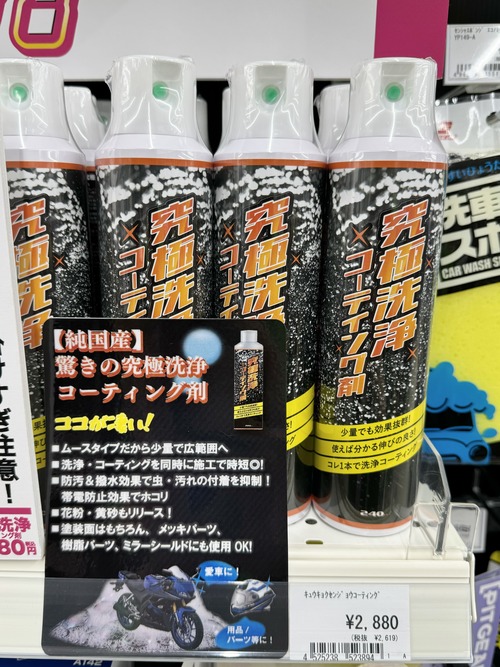 究極洗浄
×コーティング剤×
究極洗浄
×コーティング剤
究極洗浄
×コーティング剤×
少量でも効果抜群!
使えば分かる伸びの良さ!
コレ1本で洗浄コーティング
240
【純国産】
驚きの究極洗浄
コーティング剤
ココが凄い!
■ムースタイプだから少量で広範囲へ
■洗浄・コーティングを同時に施工で時短◎!
■防汚&撥水効果で虫・汚れの付着を抑制!
帯電防止効果でホコリ
■花粉・黄砂もリリース!
■塗装面はもちろん、メッキパーツ、
樹脂パーツ、ミラーシールドにも使用OK!
愛車に!
用品/
パーツ等に!
ｷｭｳｷｮｸｾﾝｼﾞｮｳｺｰﾃｨﾝｸﾞ
¥2,880
(税抜 ¥2,619)
4 525238 523894
A142
すぎ注意!
洗浄
80円
洗車
スポ
CAR WASH
YP149-A
PITGE